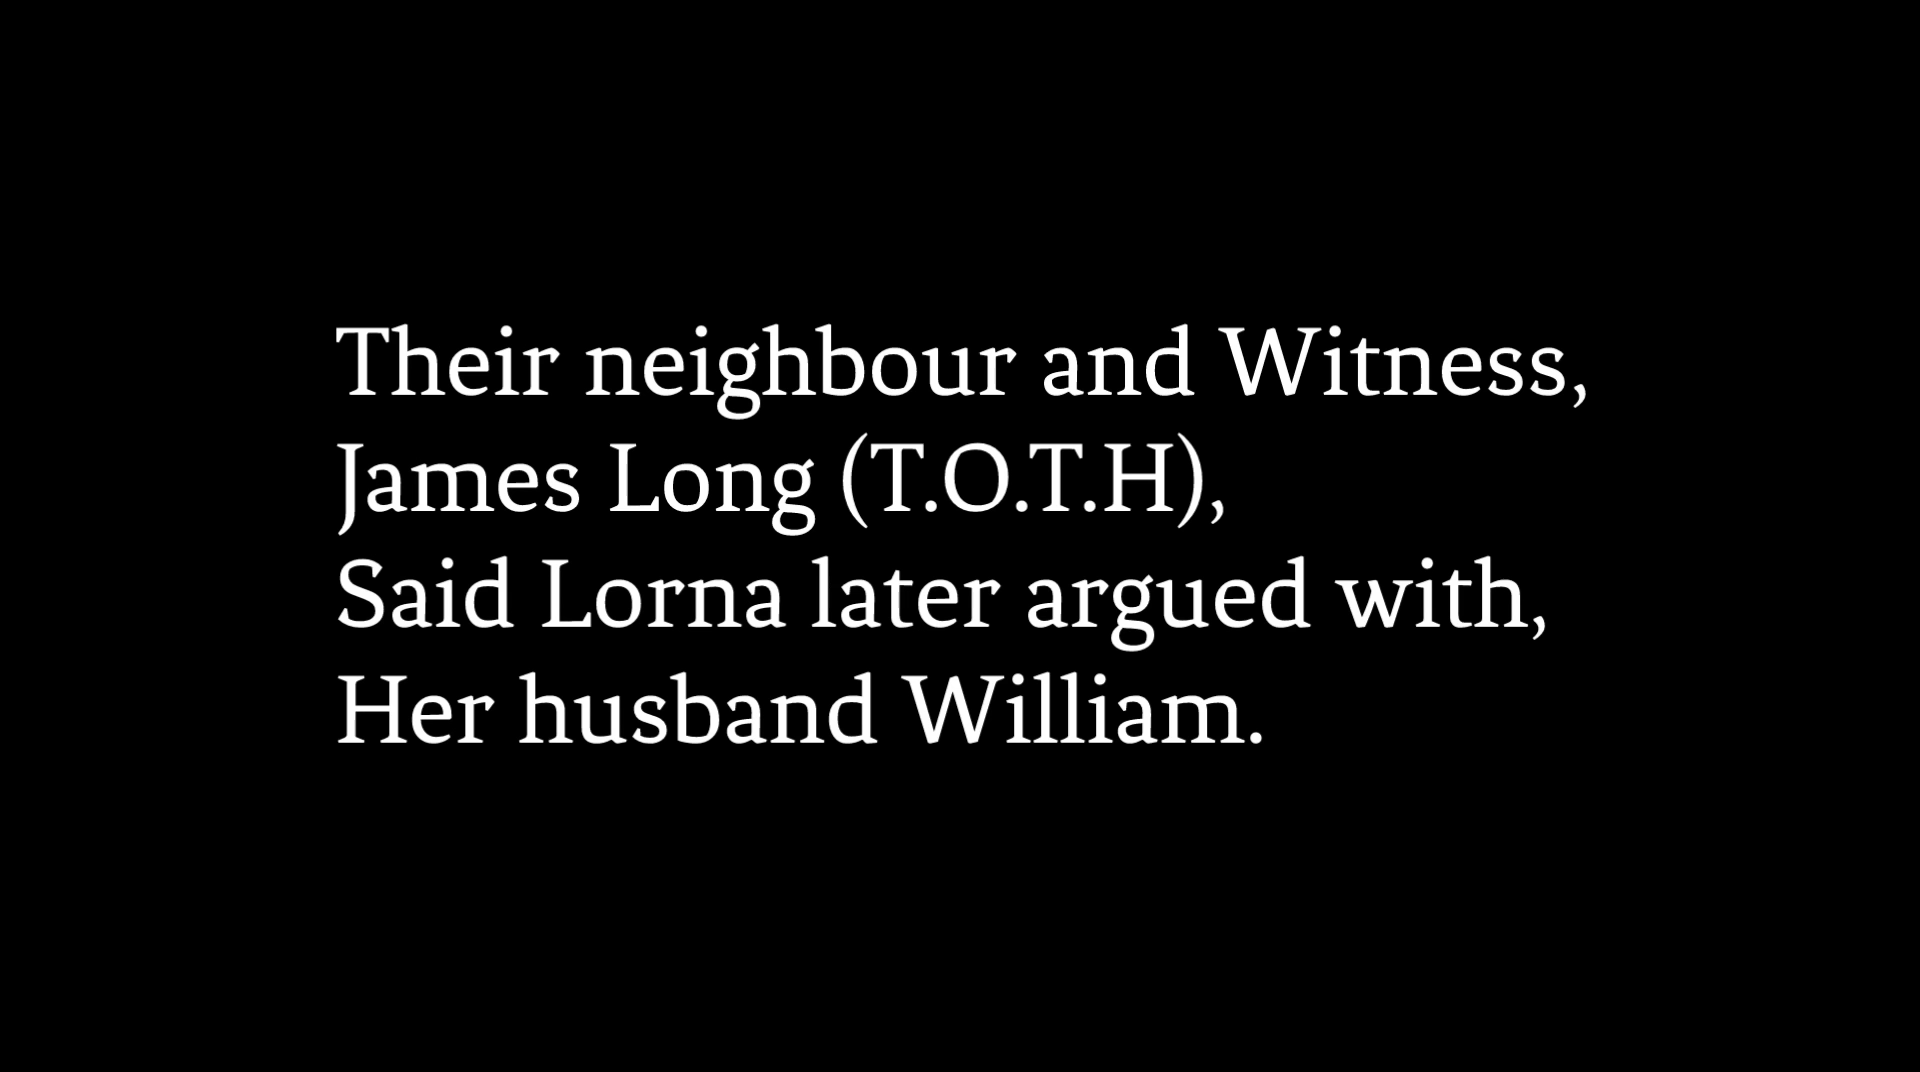 Their neighbour and Witness,
James Long (T.O.T.H),
Said Lorna later argued with,
Her husband William.